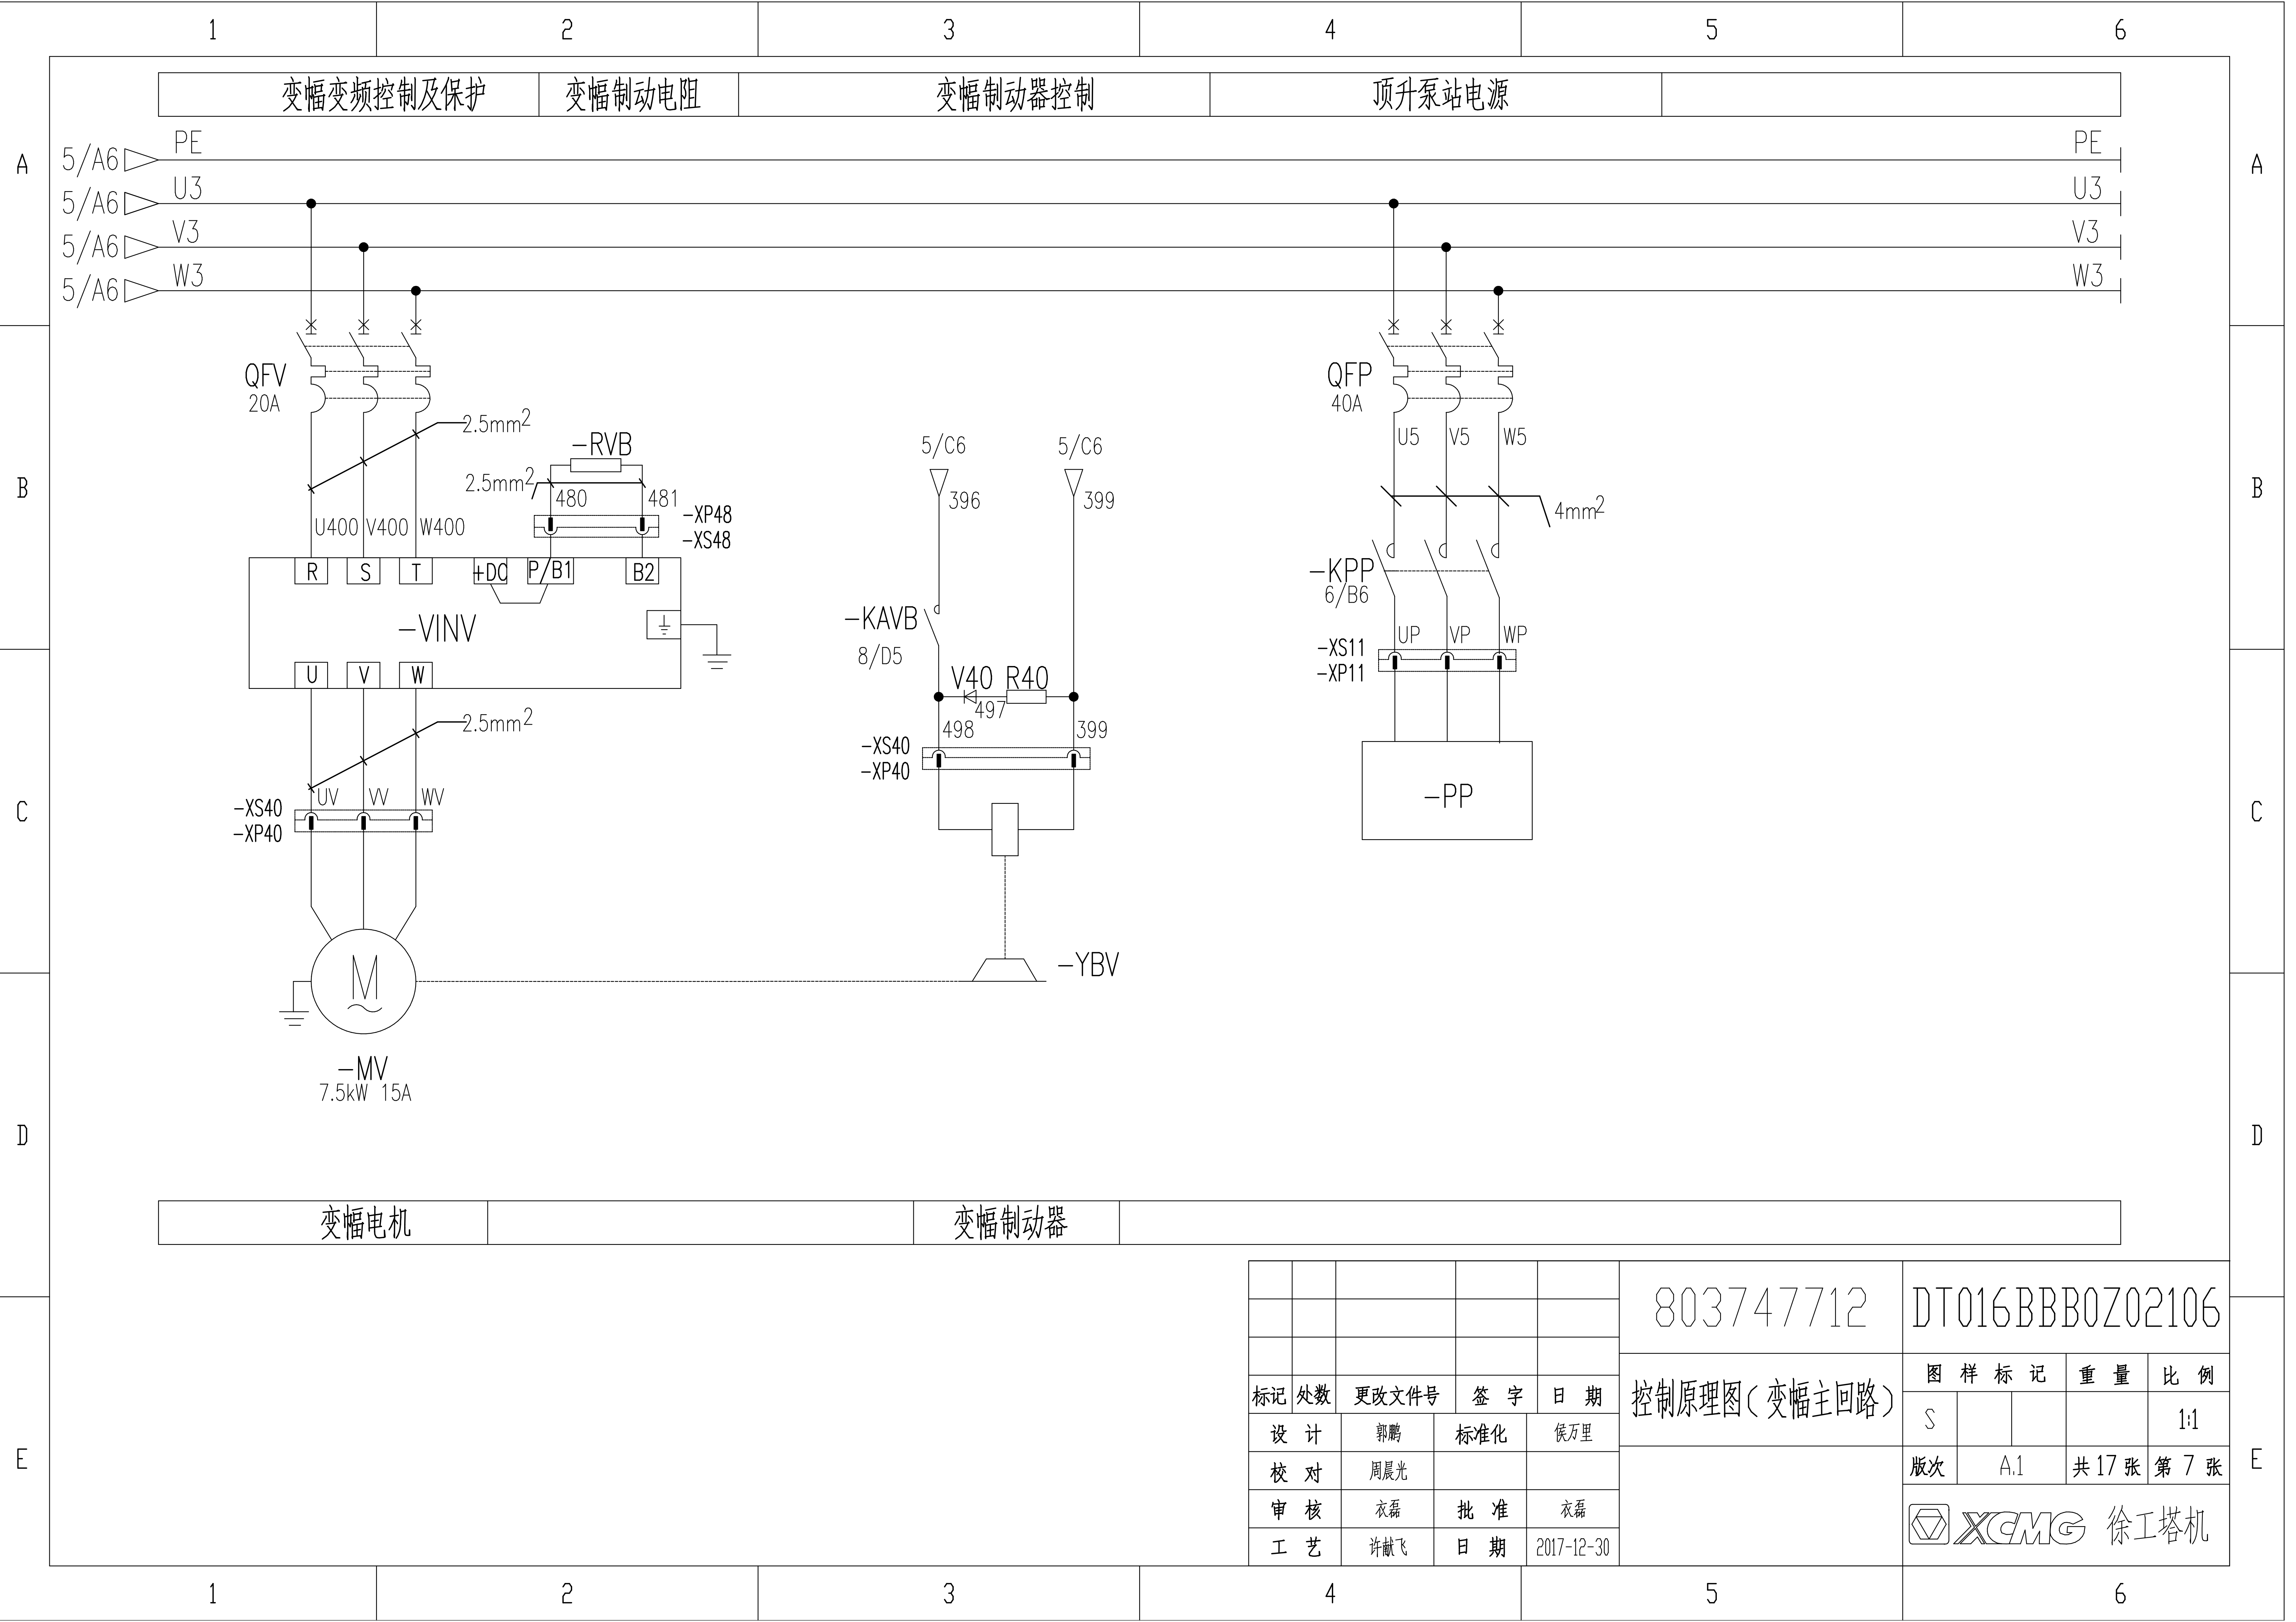 1 2 3 4 5 6
变幅变频控制及保护 变幅制动电阻 变幅制动器控制 顶升泵站电源
A 5/A6 PE PE A
5/A6 U3 U3
5/A6 V3 V3
5/A6 W3 W3
QFV QFP
20A 40A
2.5mm2
U5 V5 W5
-RVB 5/C6 5/C6
2.5mm2 480 481 396 399
B B
4mm2
U400 V400 W400 -XP48
-XS48
R S T +DC P/B1 B2
-KPP
6/B6
-VINV -KAVB
8/D5
UP VP WP
-XS11
-XP11
U V W V40 R40
497
2.5mm2 498 399
-XS40
-XP40
UV VV WV -PP
-XS40
-XP40
C C
M -YBV
-MV
7.5kW 15A
D D
变幅电机 变幅制动器
803747712 DT016BBB0Z02106
图样标记 重量 比例
标记 处数 更改文件号 签字 日期 控制原理图(变幅主回路)
S 1:1
设计 郭鹏 标准化 侯万里
E 校对 周晨光 版次 A.1 共17张 第7张 E
审核 衣磊 批准 衣磊
XCMG 徐工塔机
工艺 许献飞 日期 2017-12-30
1 2 3 4 5 6